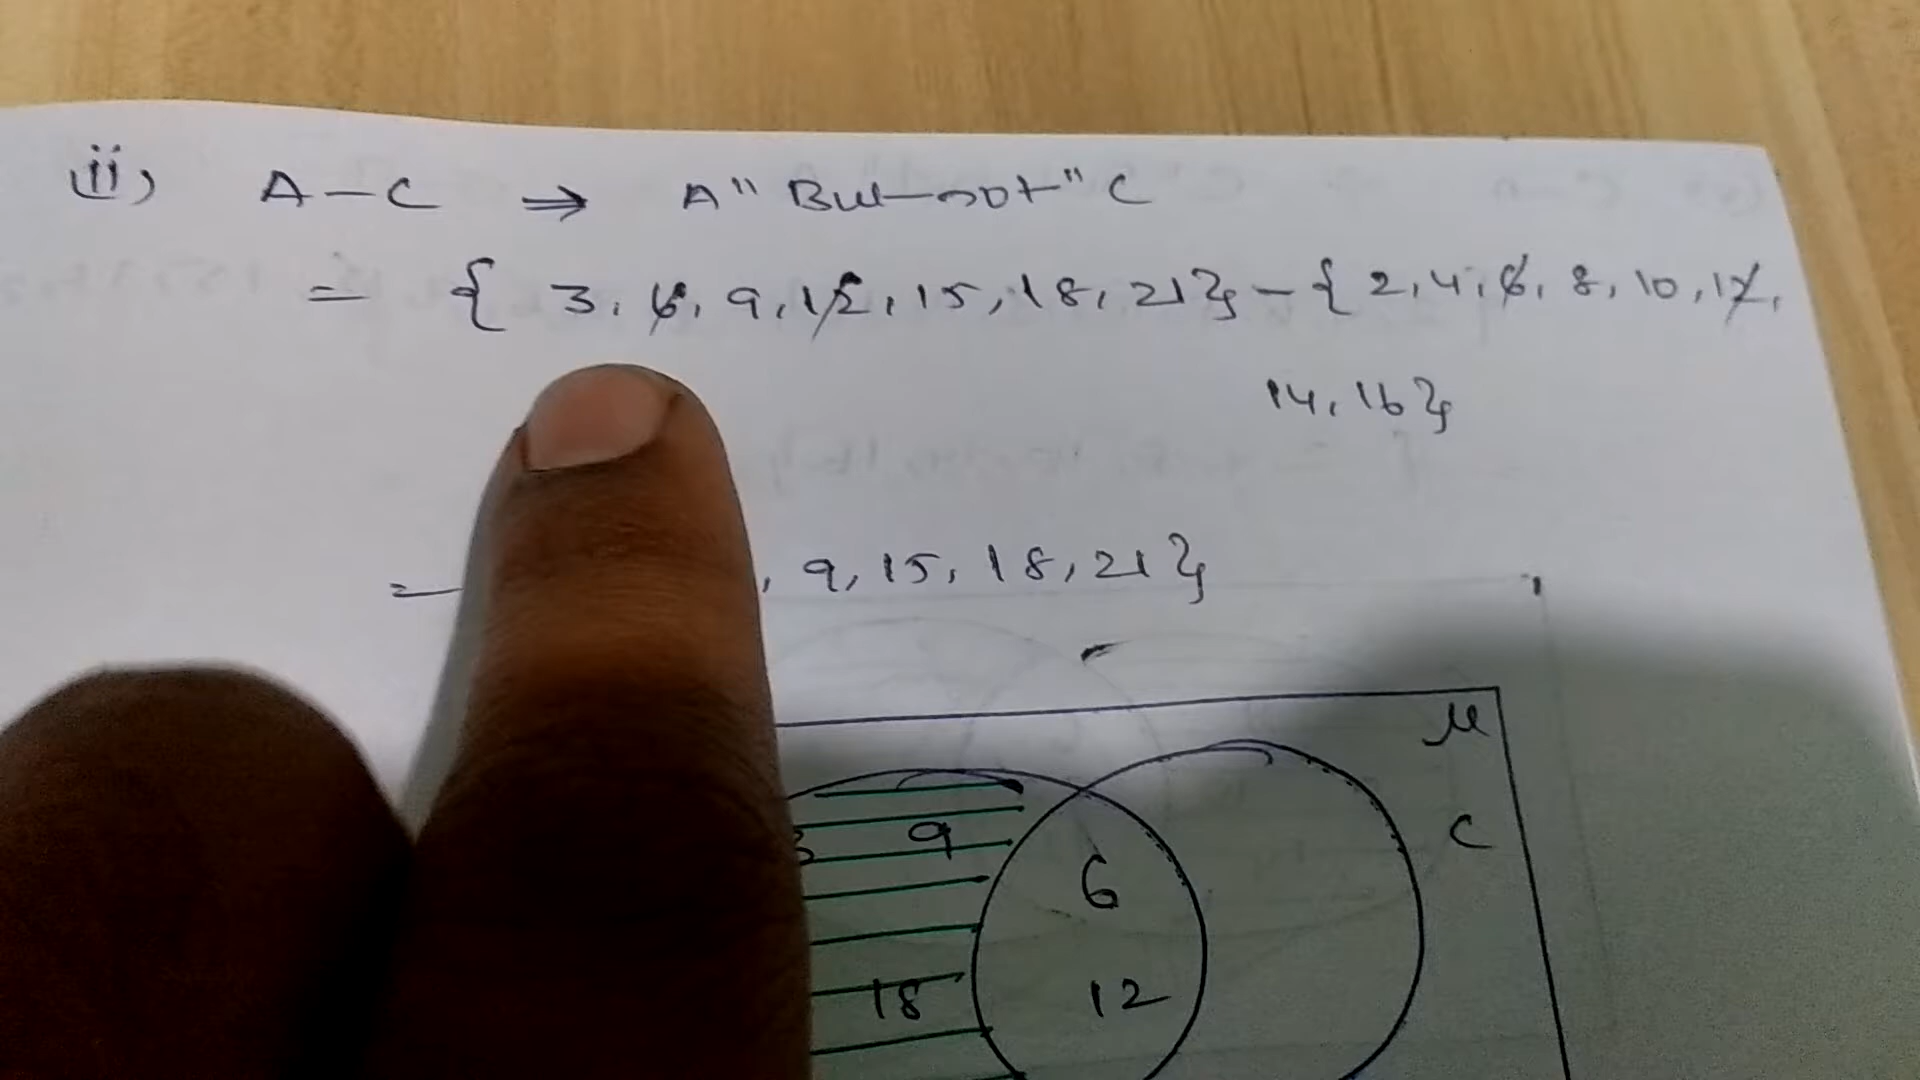 (ii) A - C ⇒ A "But not" C
= { 3, 6, 9, 12, 15, 18, 21} - { 2, 4, 6, 8, 10, 12,
14, 16}
= , 9, 15, 18, 21}
μ
C
9
6
18 12